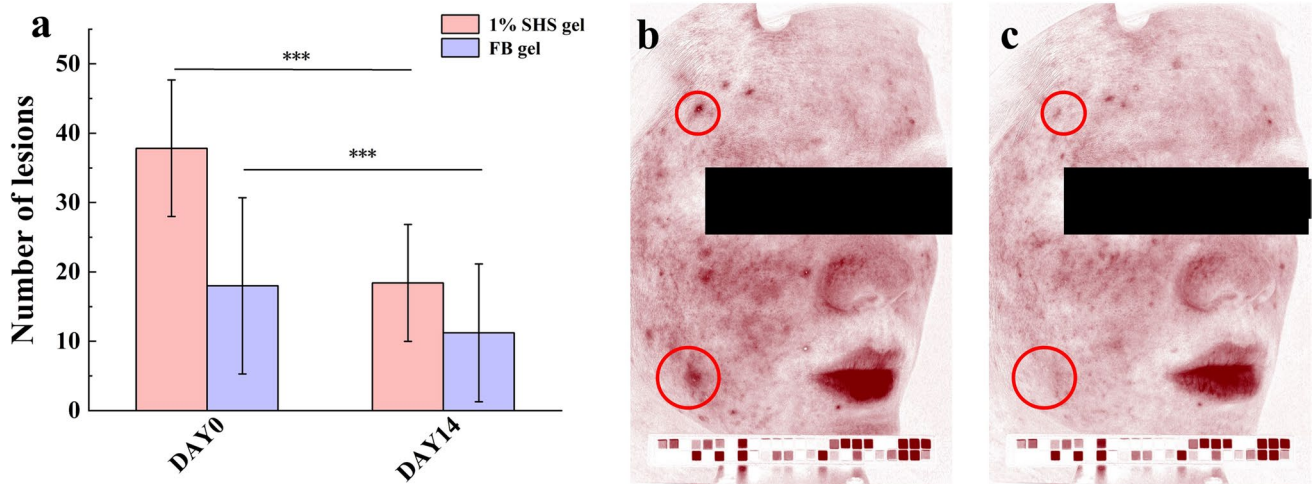 a
1% SHS gel
FB gel
***
***
Number of lesions
50
40
30
20
10
0
DAY0
DAY14
b
c